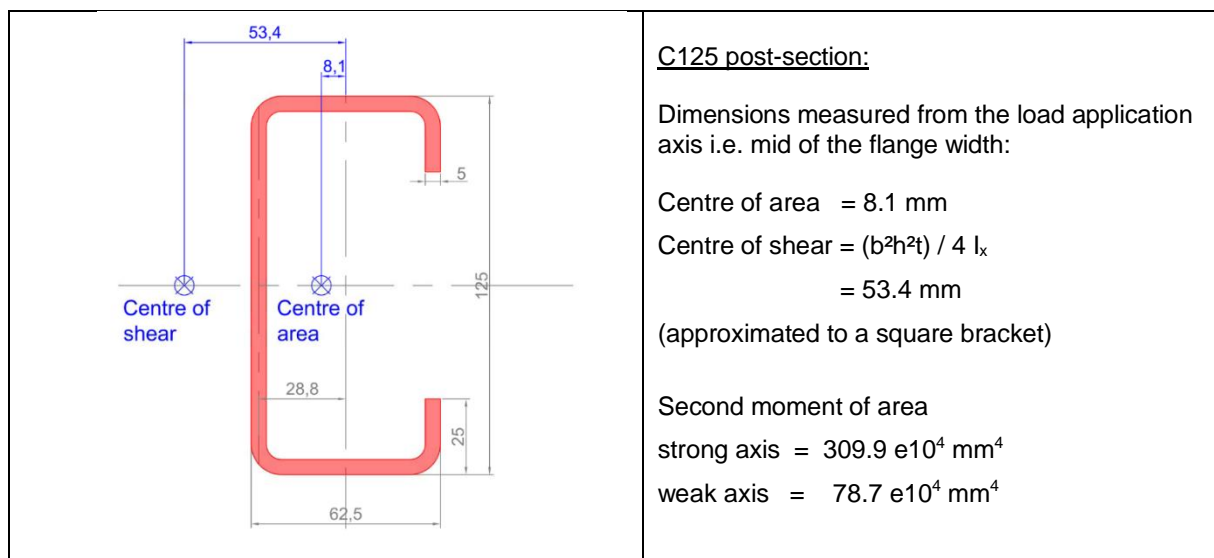 53,4
8,1
5
Centre of
shear
Centre of
area
125
28,8
25
62,5
C125 post-section:
Dimensions measured from the load application
axis i.e. mid of the flange width:
Centre of area = 8.1 mm
Centre of shear = (b²h²t) / 4 Iₓ
= 53.4 mm
(approximated to a square bracket)
Second moment of area
strong axis = 309.9 e10⁴ mm⁴
weak axis = 78.7 e10⁴ mm⁴